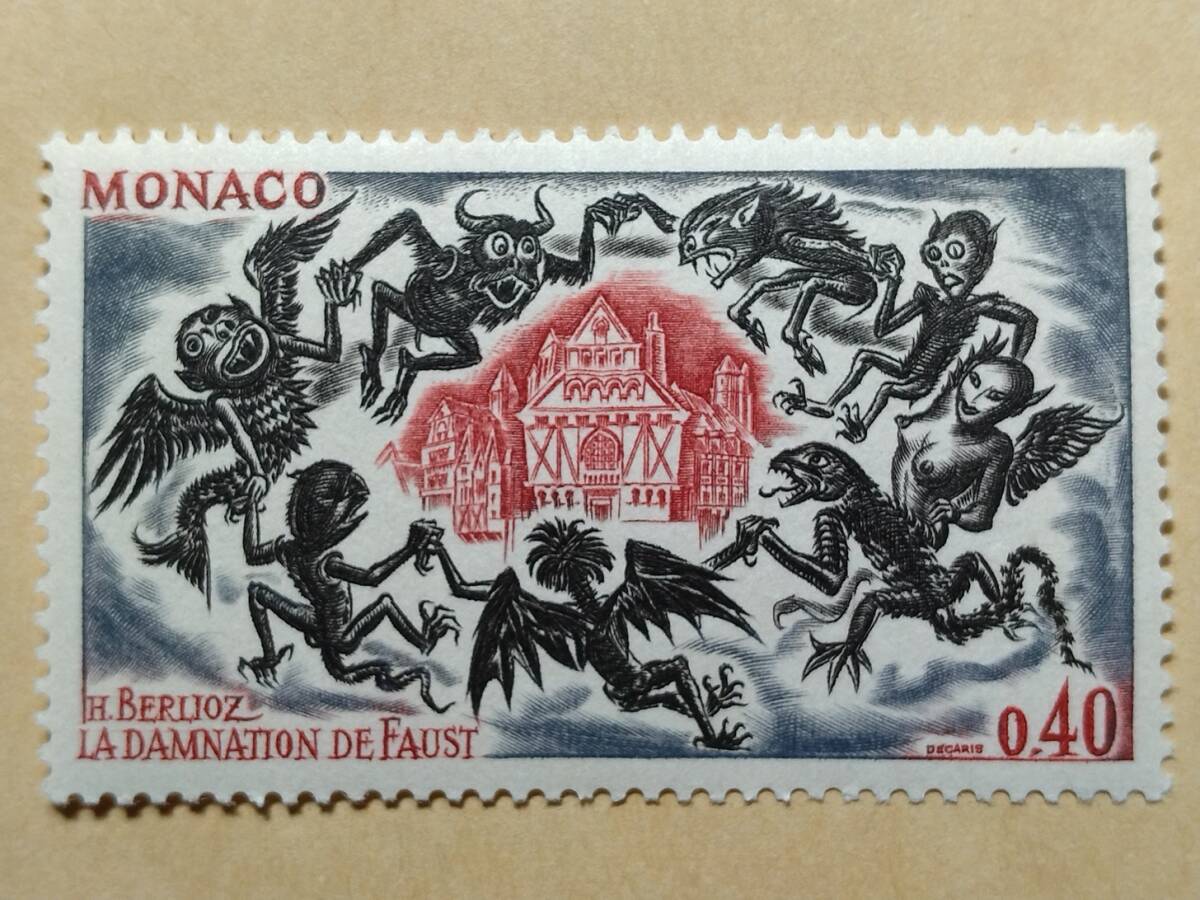 MONACO
H. BERLIOZ
LA DAMNATION DE FAUST
DECARIS
0.40